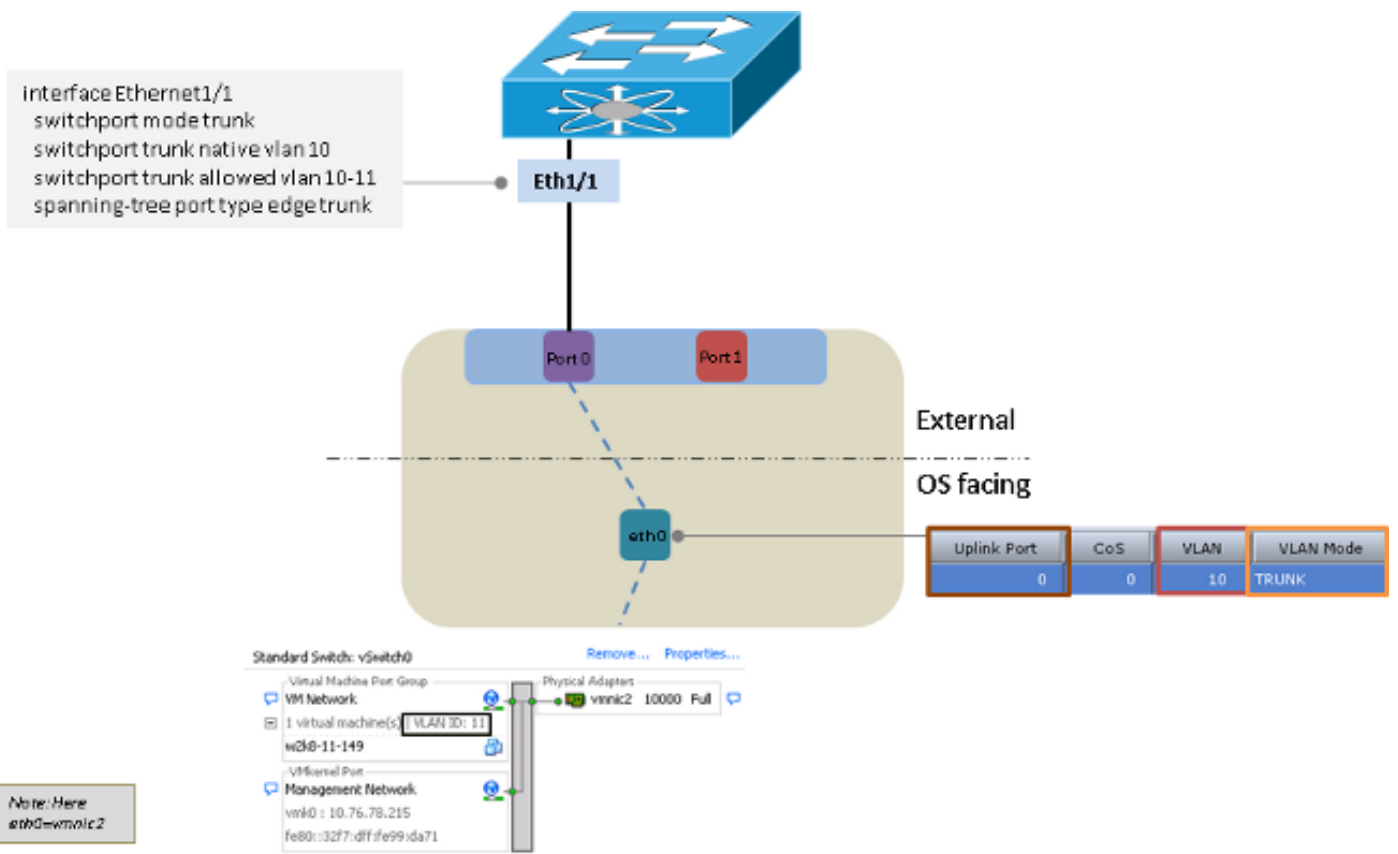 interface Ethernet1/1
switchport mode trunk
switchport trunk native vlan 10
switchport trunk allowed vlan 10-11
spanning-tree port type edge trunk
Eth1/1
Port 0
Port 1
External
OS facing
eth0
Uplink Port CoS VLAN VLAN Mode
0 0 10 TRUNK
Standard Switch: vSwitch0 Remove... Properties...
Virtual Machine Port Group Physical Adapters
VM Network vmnic2 10000 Full
1 virtual machine(s) | VLAN ID: 11
w2k8-11-149
VMkernel Port
Management Network
vmk0 : 10.76.78.215
fe80::32f7:dff:fe99:da71
Note: Here
eth0=vmnic2